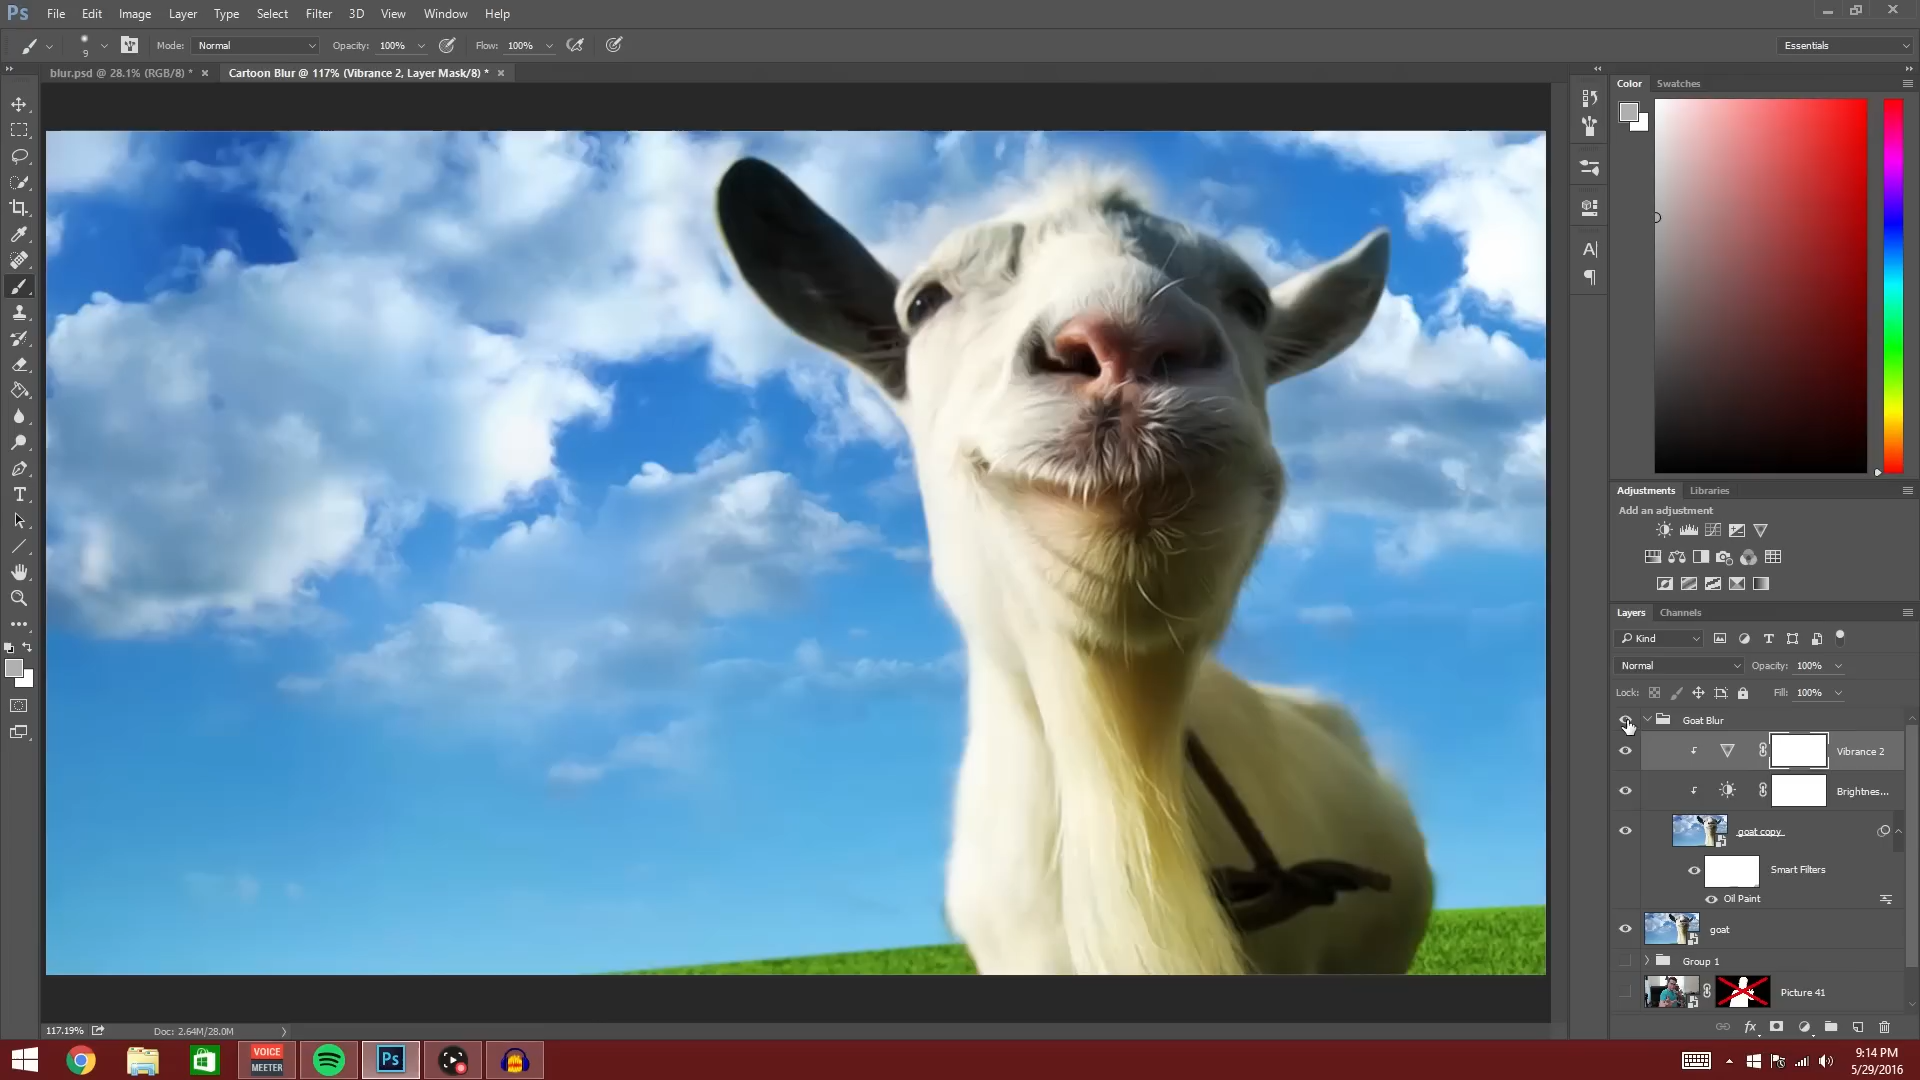 Ps File Edit Image Layer Type Select Filter 3D View Window Help
9 Mode: Normal Opacity: 100% Flow: 100% Essentials
blur.psd @ 28.1% (RGB/8) * × Cartoon Blur @ 117% (Vibrance 2, Layer Mask/8) * ×
Color Swatches
Adjustments Libraries
Add an adjustment
Layers Channels
Kind
Normal Opacity: 100%
Lock: Fill: 100%
Goat Blur
Vibrance 2
Brightnes...
goat copy
Smart Filters
Oil Paint
goat
Group 1
Picture 41
117.19% Doc: 2.64M/28.0M
VOICE
MEETER
Ps
9:14 PM
5/29/2016